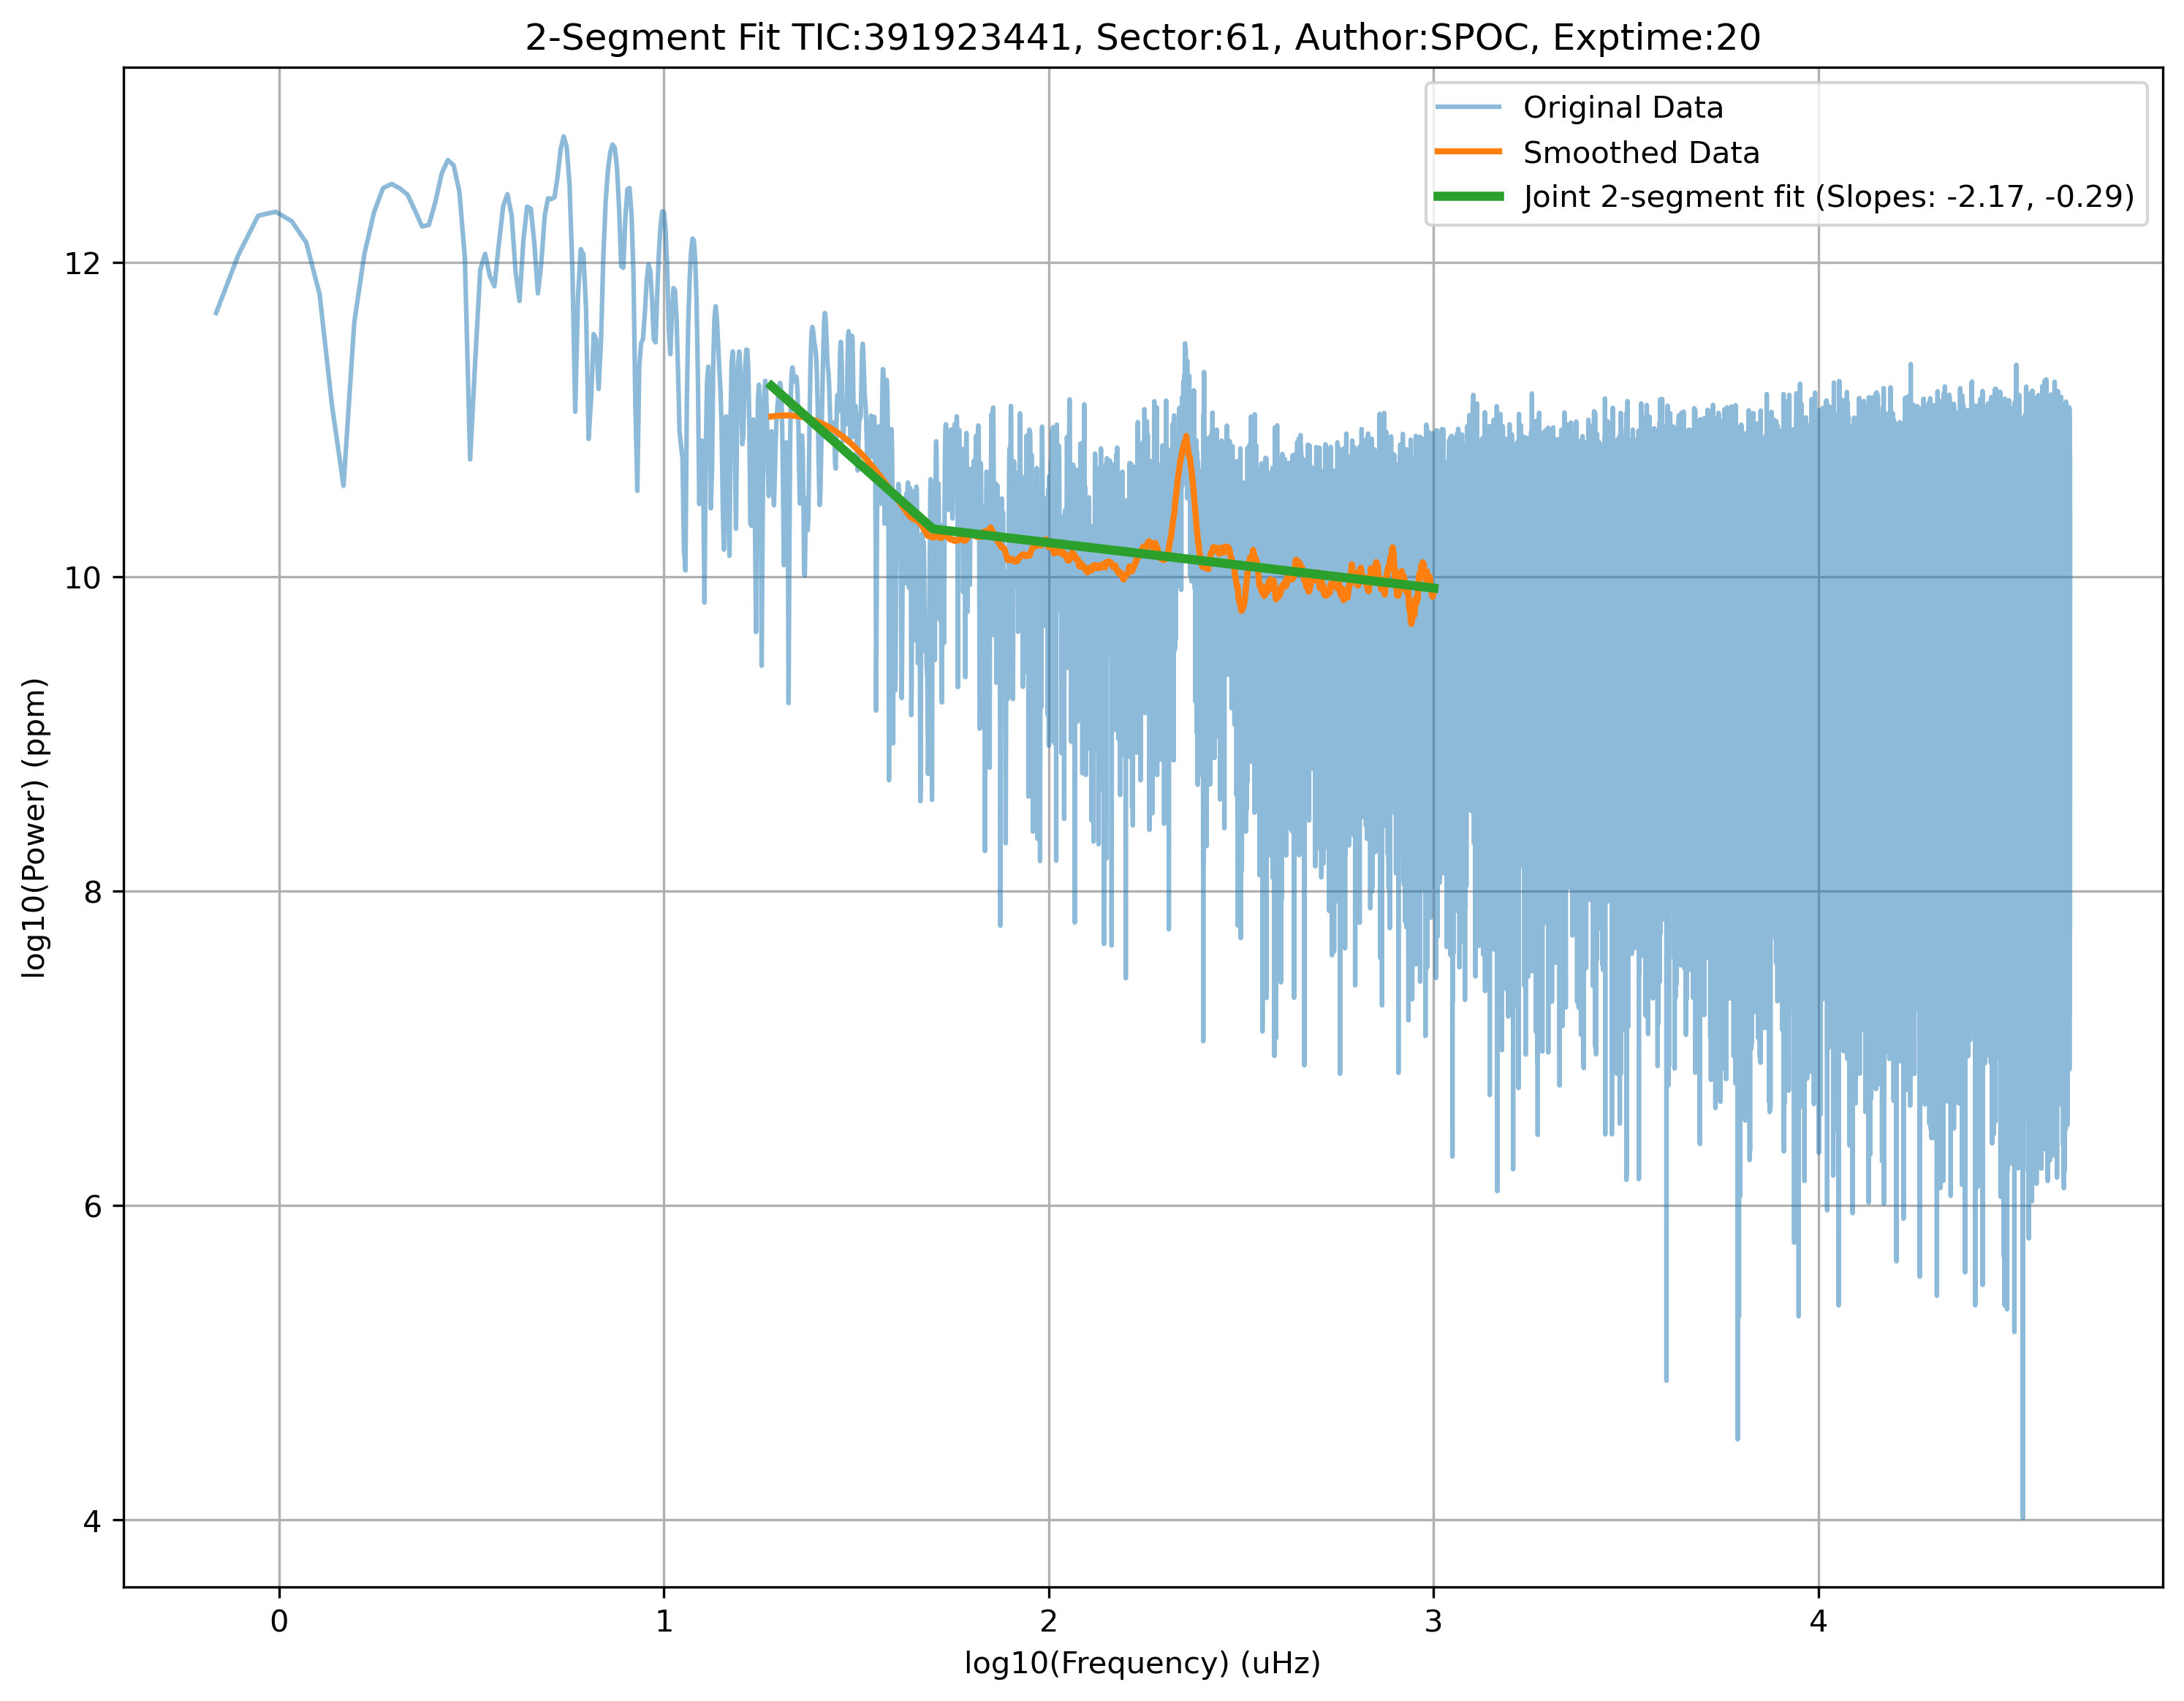 2-Segment Fit TIC:391923441, Sector:61, Author:SPOC, Exptime:20
Original Data
Smoothed Data
Joint 2-segment fit (Slopes: -2.17, -0.29)
12
10
8
6
4
log10(Power) (ppm)
0 1 2 3 4
log10(Frequency) (uHz)